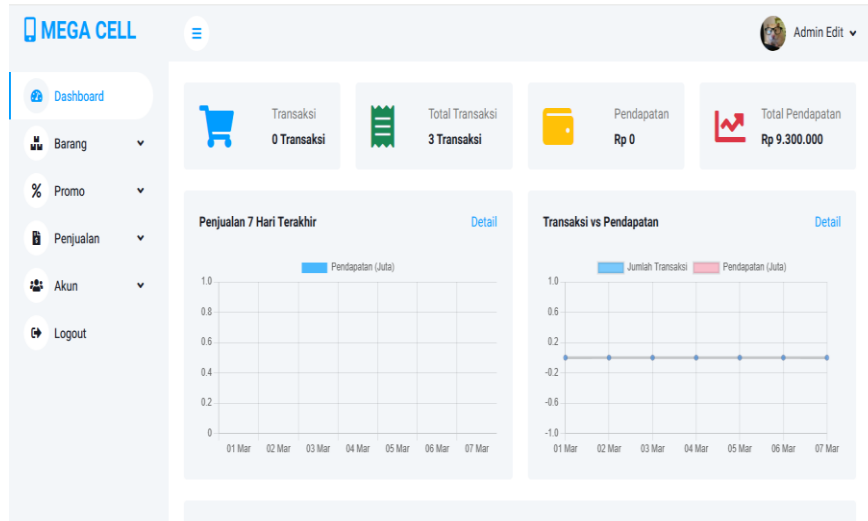 MEGA CELL
Admin Edit
Dashboard
Barang
Promo
Penjualan
Akun
Logout
Transaksi
0 Transaksi
Total Transaksi
3 Transaksi
Pendapatan
Rp 0
Total Pendapatan
Rp 9.300.000
Penjualan 7 Hari Terakhir
Detail
Pendapatan (Juta)
1.0
0.8
0.6
0.4
0.2
0
01 Mar 02 Mar 03 Mar 04 Mar 05 Mar 06 Mar 07 Mar
Transaksi vs Pendapatan
Detail
Jumlah Transaksi Pendapatan (Juta)
1.0
0.6
0.2
-0.2
-0.6
-1.0
01 Mar 02 Mar 03 Mar 04 Mar 05 Mar 06 Mar 07 Mar